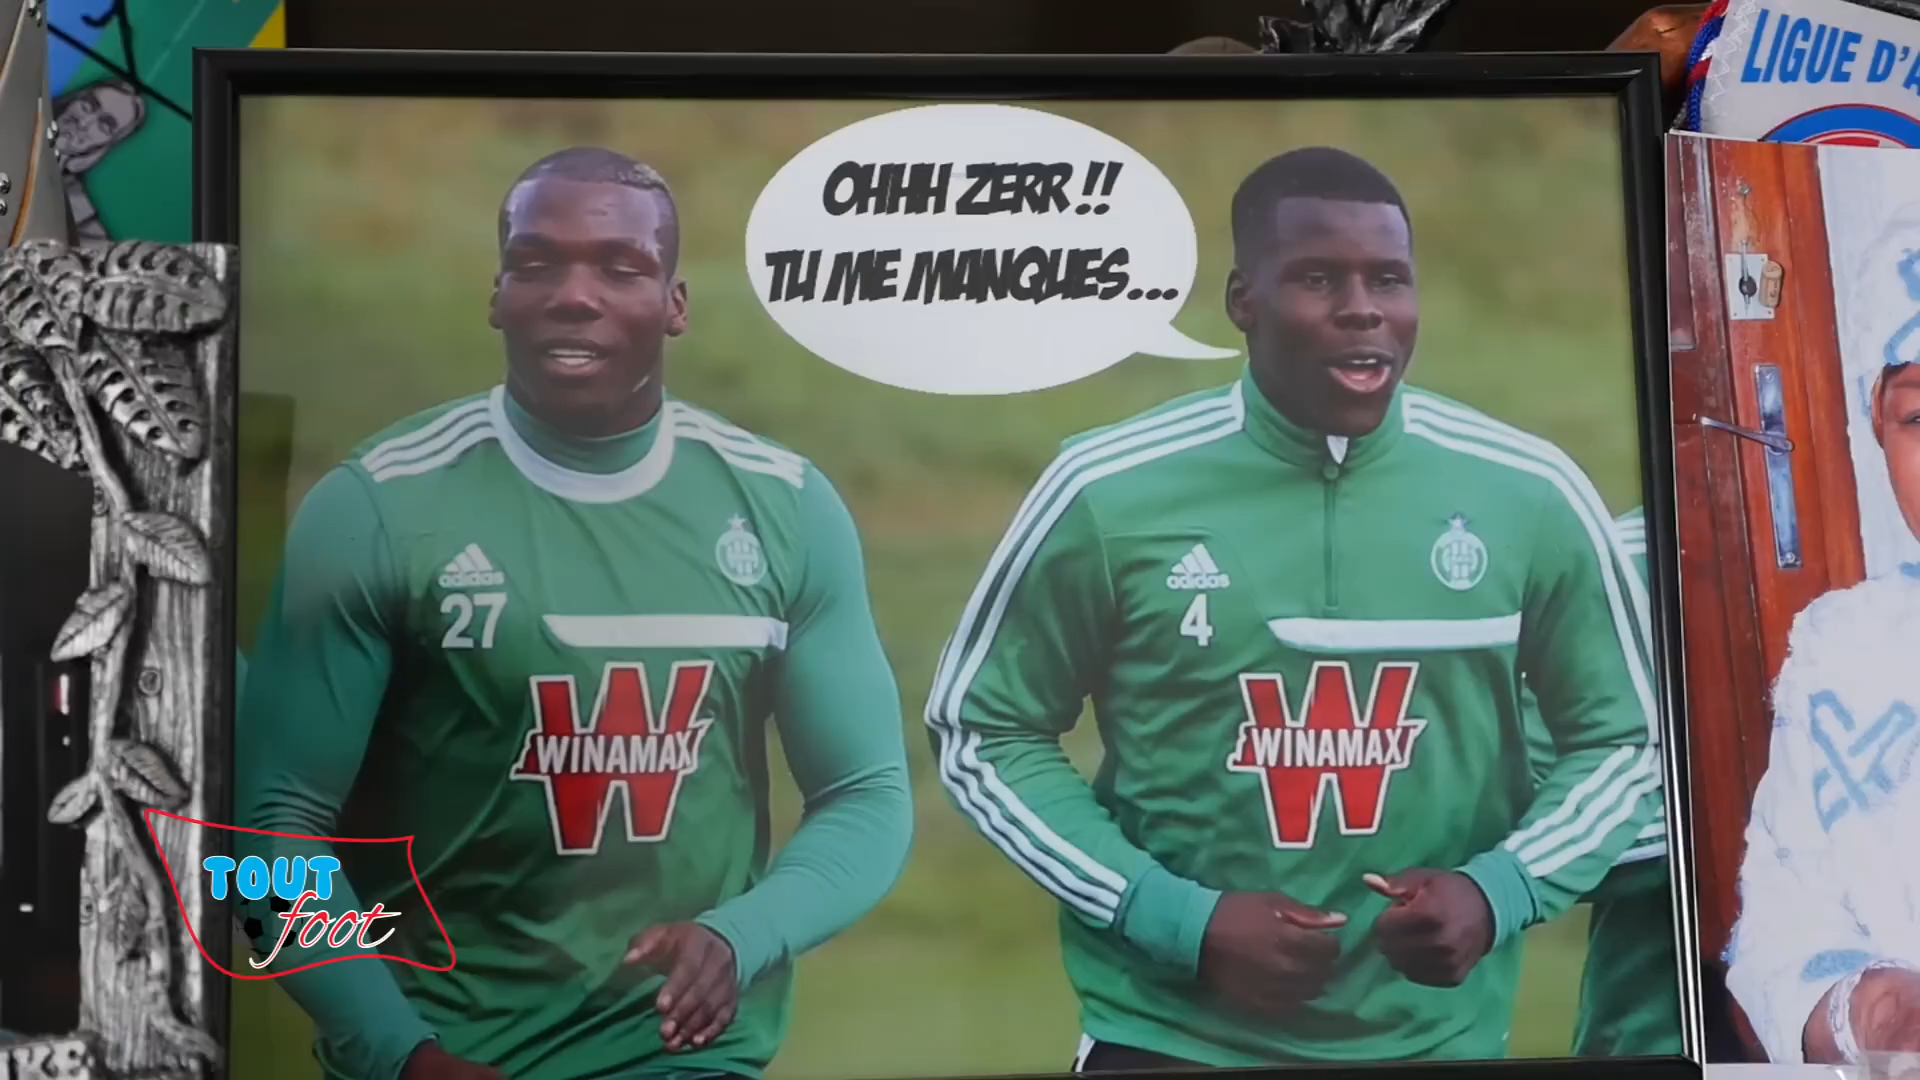 LIGUE D'A
OHHH ZERR !!
TU ME MANQUES...
adidas
27
WINAMAX
adidas
4
WINAMAX
TOUT
foot